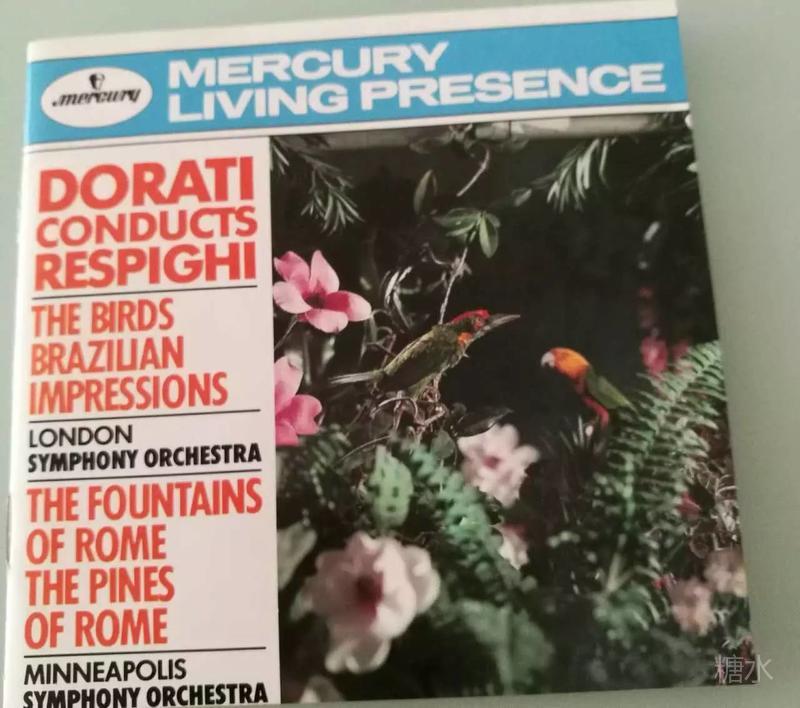 mercury
MERCURY
LIVING PRESENCE
DORATI
CONDUCTS
RESPIGHI
THE BIRDS
BRAZILIAN
IMPRESSIONS
LONDON
SYMPHONY ORCHESTRA
THE FOUNTAINS
OF ROME
THE PINES
OF ROME
MINNEAPOLIS
SYMPHONY ORCHESTRA
糖水